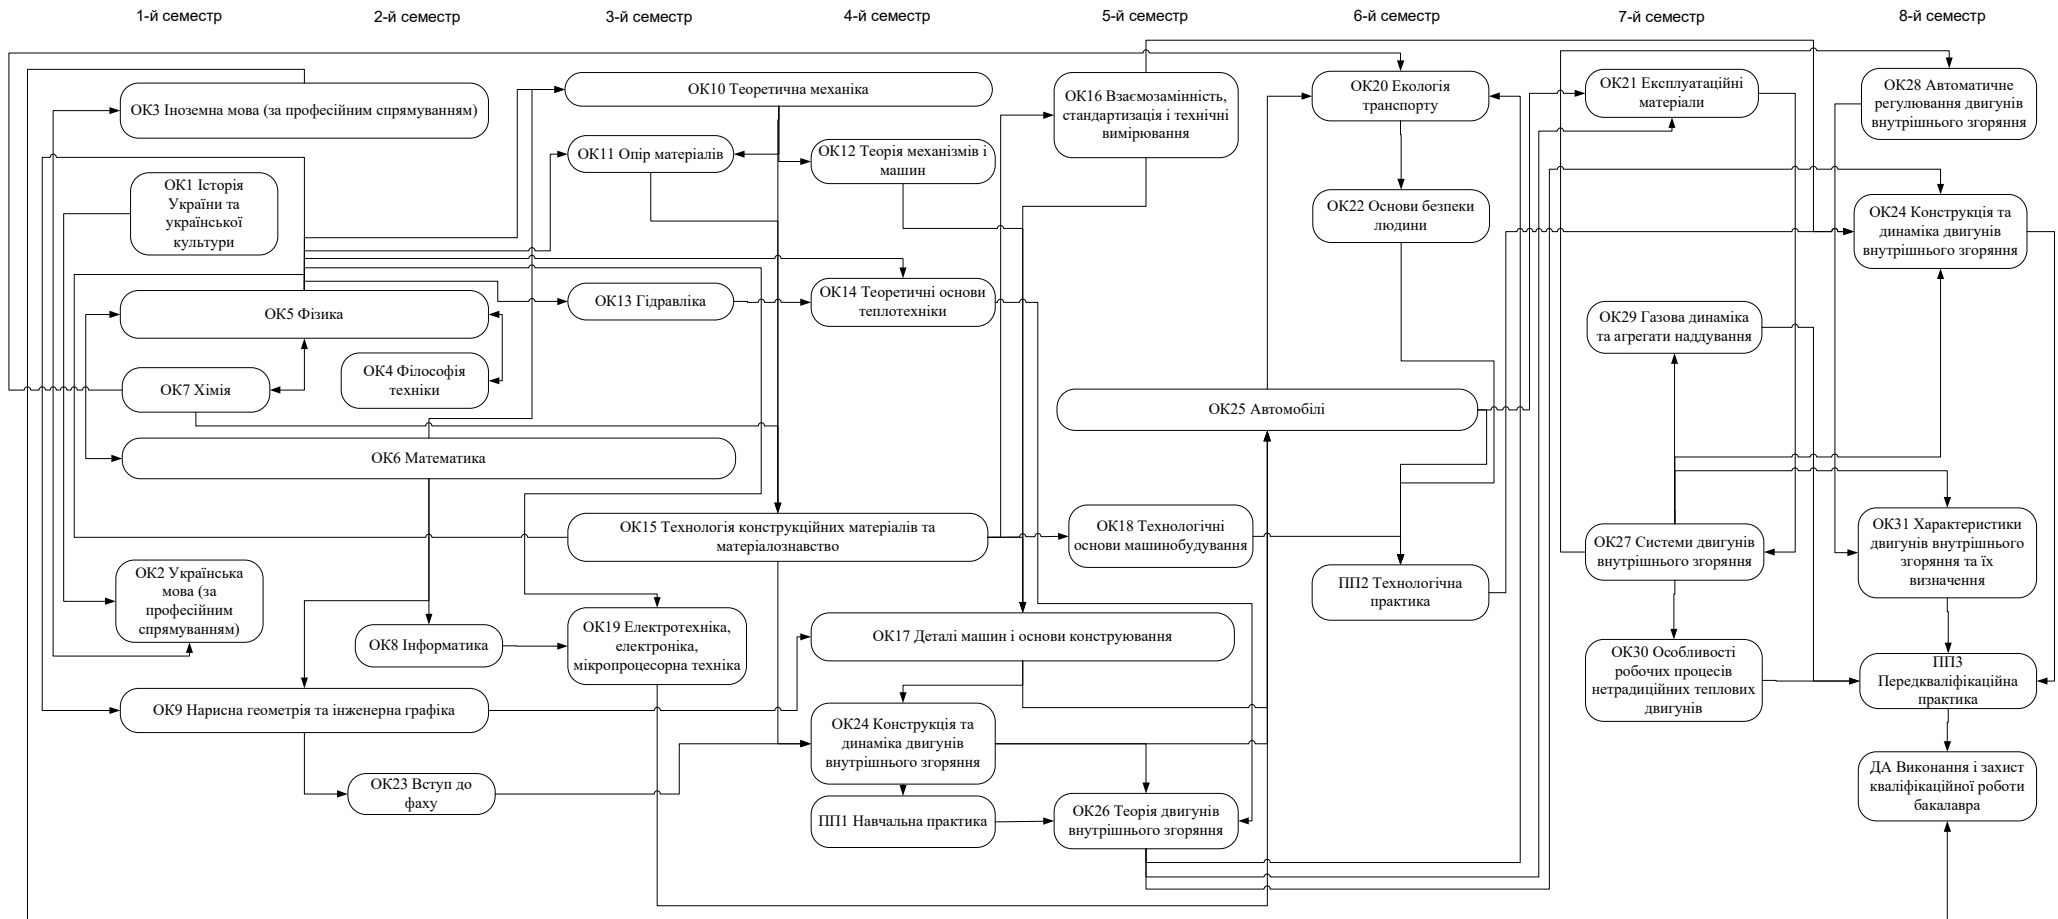 1-й семестр
2-й семестр
3-й семестр
4-й семестр
5-й семестр
6-й семестр
7-й семестр
8-й семестр
ОК3 Іноземна мова (за професійним спрямуванням)
ОК1 Історія
України та
української
культури
ОК5 Фізика
ОК4 Філософія
техніки
ОК7 Хімія
ОК6 Математика
ОК2 Українська
мова (за
професійним
спрямуванням)
ОК8 Інформатика
ОК9 Нарисна геометрія та інженерна графіка
ОК23 Вступ до
фаху
ОК10 Теоретична механіка
ОК11 Опір матеріалів
ОК12 Теорія механізмів і
машин
ОК13 Гідравліка
ОК14 Теоретичні основи
теплотехніки
ОК15 Технологія конструкційних матеріалів та
матеріалознавство
ОК19 Електротехніка,
електроніка,
мікропроцесорна техніка
ОК17 Деталі машин і основи конструювання
ОК24 Конструкція та
динаміка двигунів
внутрішнього згоряння
ПП1 Навчальна практика
ОК16 Взаємозамінність,
стандартизація і технічні
вимірювання
ОК25 Автомобілі
ОК18 Технологічні
основи машинобудування
ОК26 Теорія двигунів
внутрішнього згоряння
ОК20 Екологія
транспорту
ОК22 Основи безпеки
людини
ПП2 Технологічна
практика
ОК21 Експлуатаційні
матеріали
ОК29 Газова динаміка
та агрегати наддування
ОК27 Системи двигунів
внутрішнього згоряння
ОК30 Особливості
робочих процесів
нетрадиційних теплових
двигунів
ОК28 Автоматичне
регулювання двигунів
внутрішнього згоряння
ОК24 Конструкція та
динаміка двигунів
внутрішнього згоряння
ОК31 Характеристики
двигунів внутрішнього
згоряння та їх
визначення
ПП3
Передкваліфікаційна
практика
ДА Виконання і захист
кваліфікаційної роботи
бакалавра